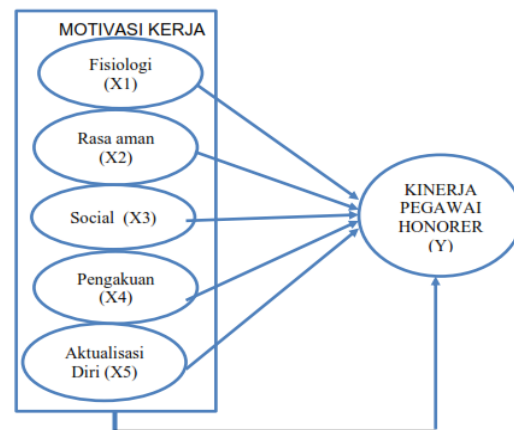 MOTIVASI KERJA
Fisiologi
(X1)
Rasa aman
(X2)
Social (X3)
Pengakuan
(X4)
Aktualisasi
Diri (X5)
KINERJA
PEGAWAI
HONORER
(Y)